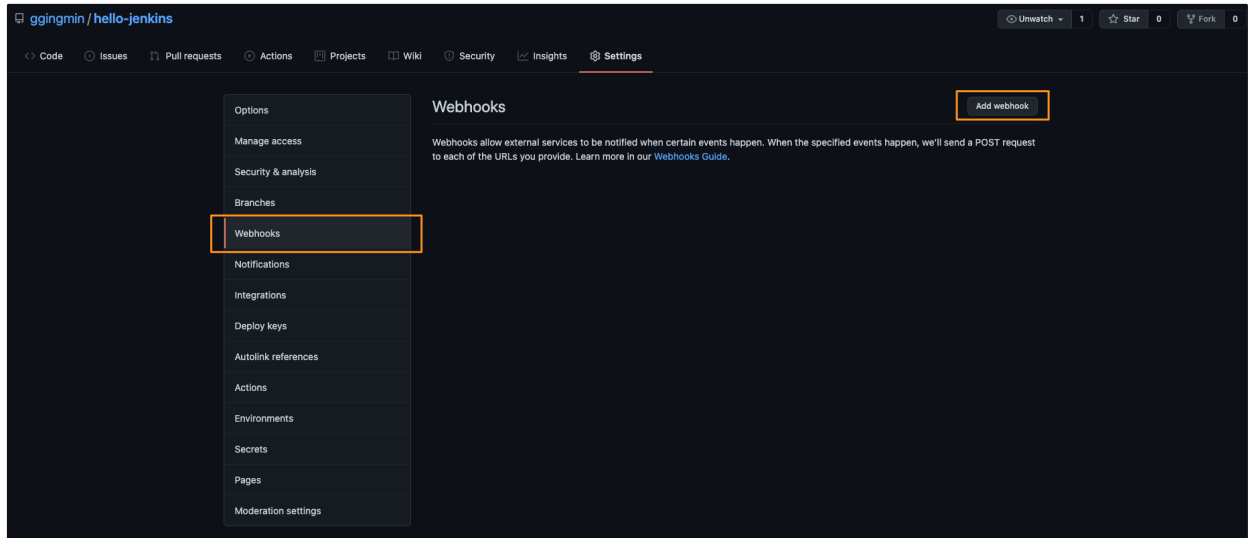 ggingmin / hello-jenkins
Unwatch 1 Star 0 Fork 0
Code Issues Pull requests Actions Projects Wiki Security Insights Settings
Options
Manage access
Security & analysis
Branches
Webhooks
Notifications
Integrations
Deploy keys
Autolink references
Actions
Environments
Secrets
Pages
Moderation settings
Webhooks
Add webhook
Webhooks allow external services to be notified when certain events happen. When the specified events happen, we'll send a POST request
to each of the URLs you provide. Learn more in our Webhooks Guide.